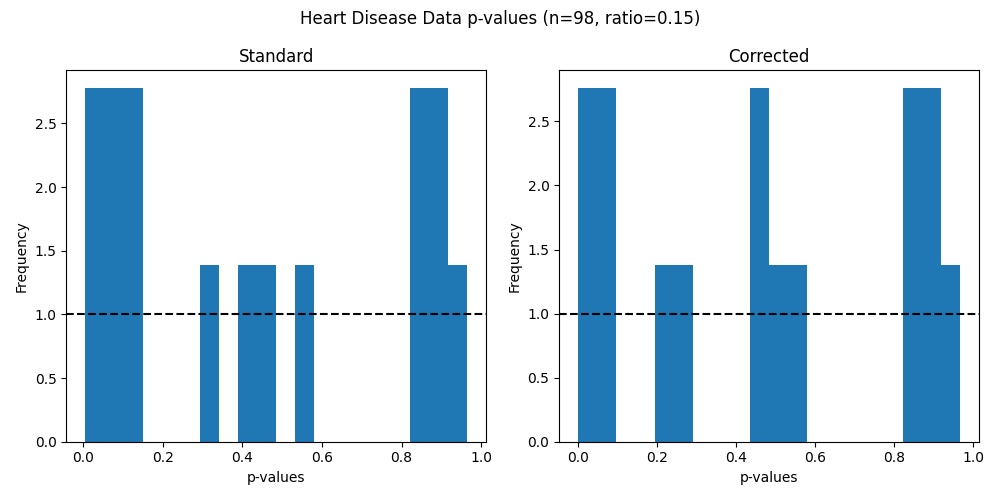 Heart Disease Data p-values (n=98, ratio=0.15)
Standard
Frequency
2.5
2.0
1.5
1.0
0.5
0.0
0.0 0.2 0.4 0.6 0.8 1.0
p-values
Corrected
Frequency
2.5
2.0
1.5
1.0
0.5
0.0
0.0 0.2 0.4 0.6 0.8 1.0
p-values